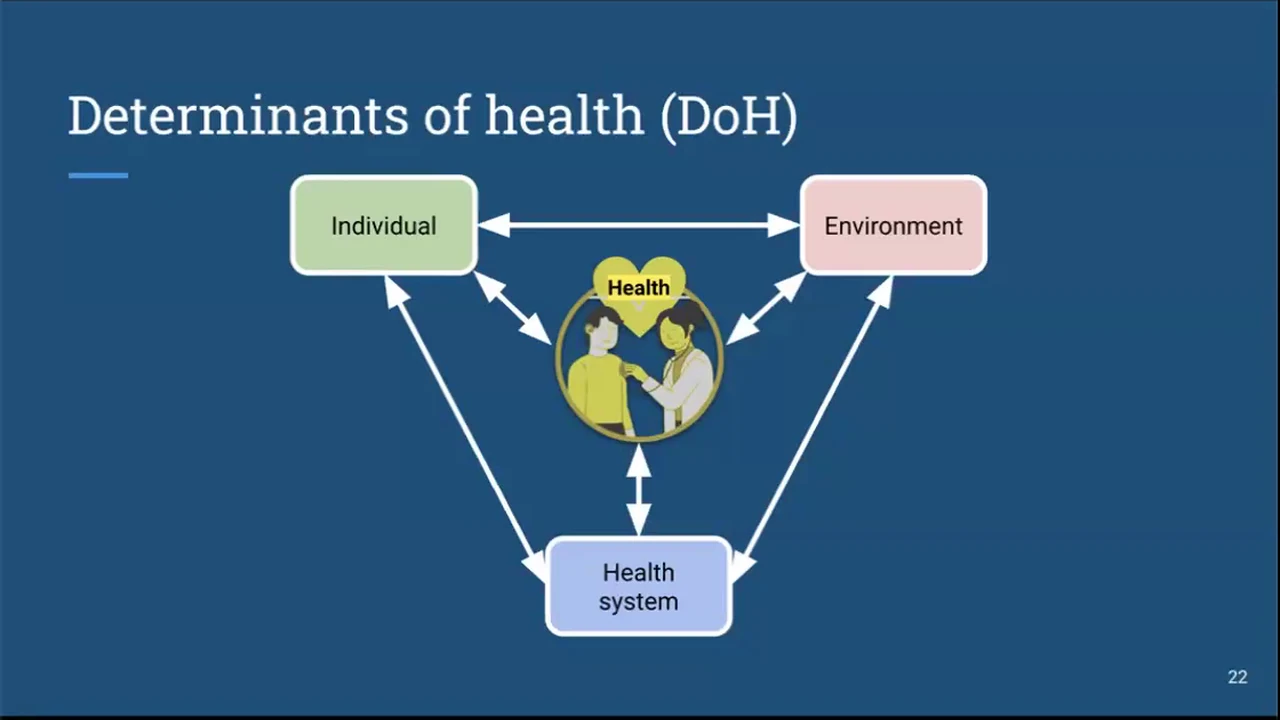 Determinants of health (DoH)
Individual
Environment
Health
Health
system
22